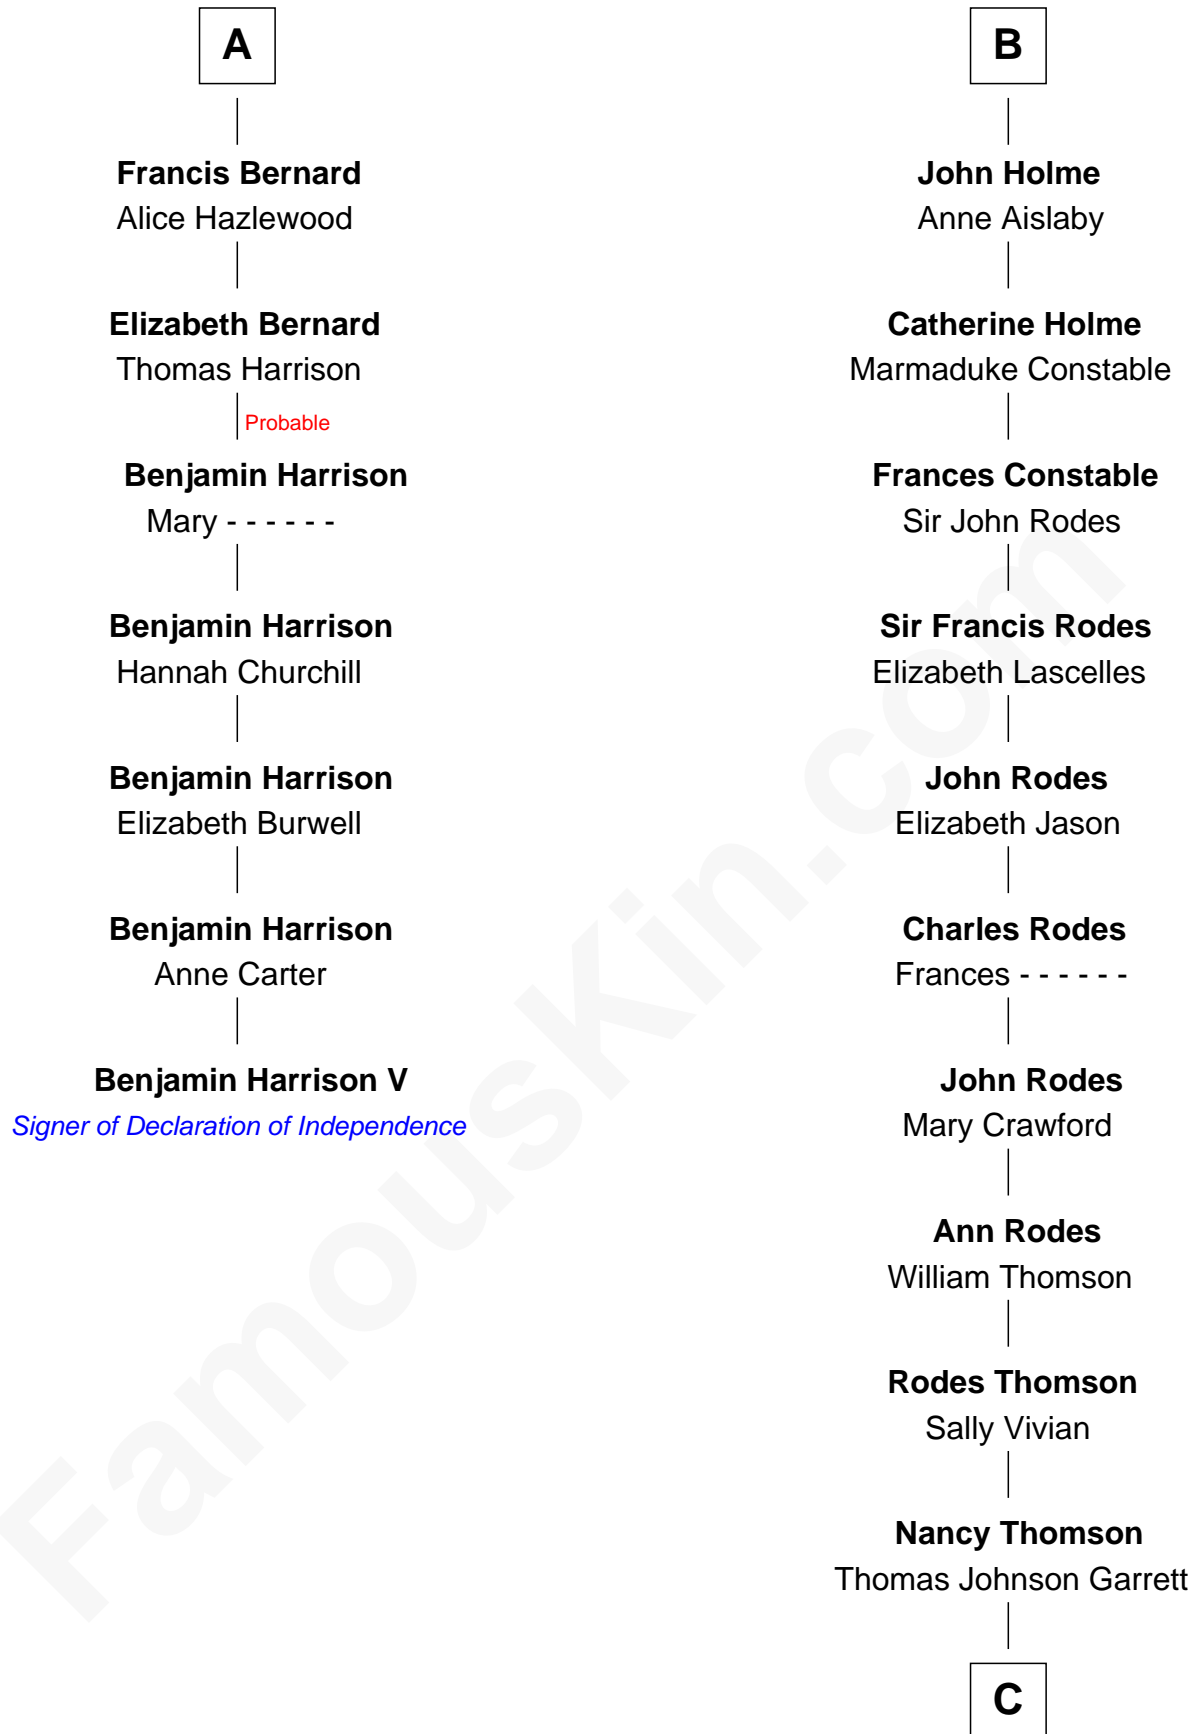 A
Francis Bernard
Alice Hazlewood
Elizabeth Bernard
Thomas Harrison
Probable
Benjamin Harrison
Mary - - - - - -
Benjamin Harrison
Hannah Churchill
Benjamin Harrison
Elizabeth Burwell
Benjamin Harrison
Anne Carter
Benjamin Harrison V
Signer of Declaration of Independence
B
John Holme
Anne Aislaby
Catherine Holme
Marmaduke Constable
Frances Constable
Sir John Rodes
Sir Francis Rodes
Elizabeth Lascelles
John Rodes
Elizabeth Jason
Charles Rodes
Frances - - - - - -
John Rodes
Mary Crawford
Ann Rodes
William Thomson
Rodes Thomson
Sally Vivian
Nancy Thomson
Thomas Johnson Garrett
C
FamousKin.com